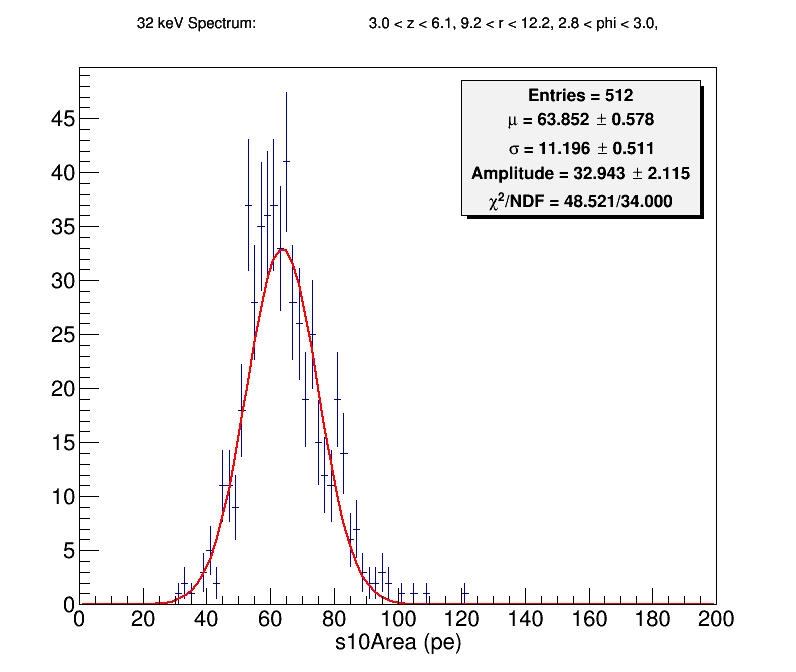 32 keV Spectrum: 3.0 < z < 6.1, 9.2 < r < 12.2, 2.8 < phi < 3.0,
Entries = 512
μ = 63.852 ± 0.578
σ = 11.196 ± 0.511
Amplitude = 32.943 ± 2.115
χ²/NDF = 48.521/34.000
45
40
35
30
25
20
15
10
5
0
0 20 40 60 80 100 120 140 160 180 200
s10Area (pe)